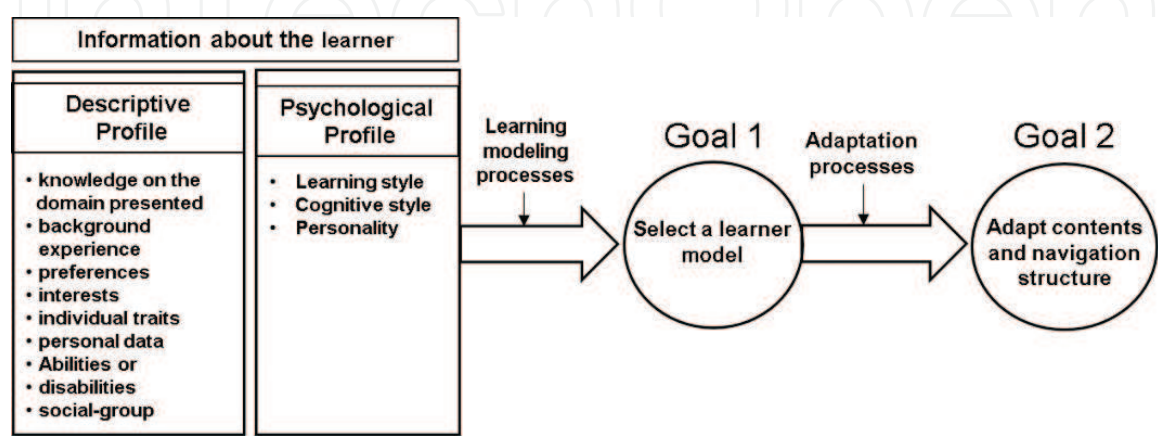 Information about the learner
Descriptive
Profile
• knowledge on the
domain presented
• background
experience
• preferences
• interests
• individual traits
• personal data
• Abilities or
• disabilities
• social-group
Psychological
Profile
• Learning style
• Cognitive style
• Personality
Learning
modeling
processes
Goal 1
Select a learner
model
Adaptation
processes
Goal 2
Adapt contents
and navigation
structure